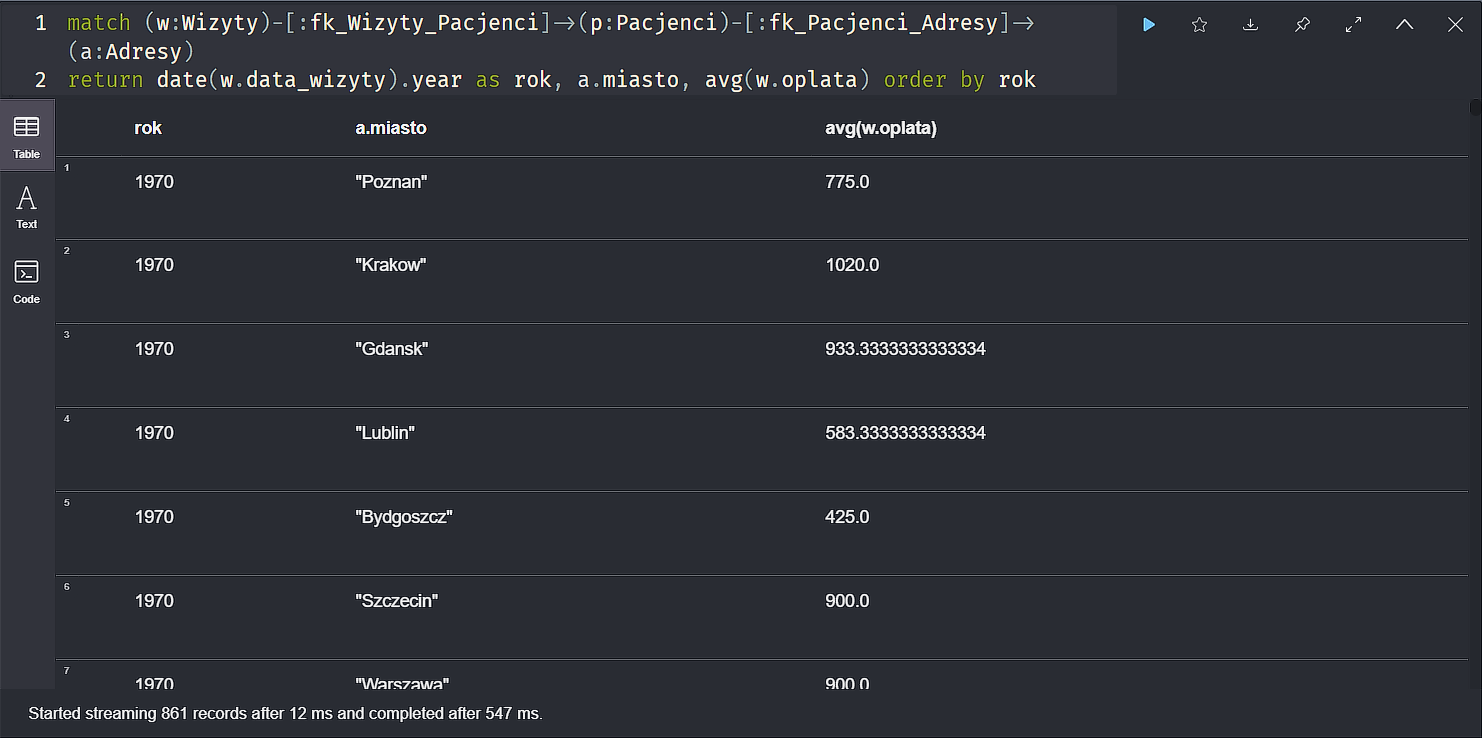 1 match (w:Wizyty)-[:fk_Wizyty_Pacjenci]->(p:Pacjenci)-[:fk_Pacjenci_Adresy]->
(a:Adresy)
2 return date(w.data_wizyty).year as rok, a.miasto, avg(w.oplata) order by rok
Table
Text
Code
rok a.miasto avg(w.oplata)
1 1970 "Poznan" 775.0
2 1970 "Krakow" 1020.0
3 1970 "Gdansk" 933.3333333333334
4 1970 "Lublin" 583.3333333333334
5 1970 "Bydgoszcz" 425.0
6 1970 "Szczecin" 900.0
7 1970 "Warszawa" 900.0
Started streaming 861 records after 12 ms and completed after 547 ms.